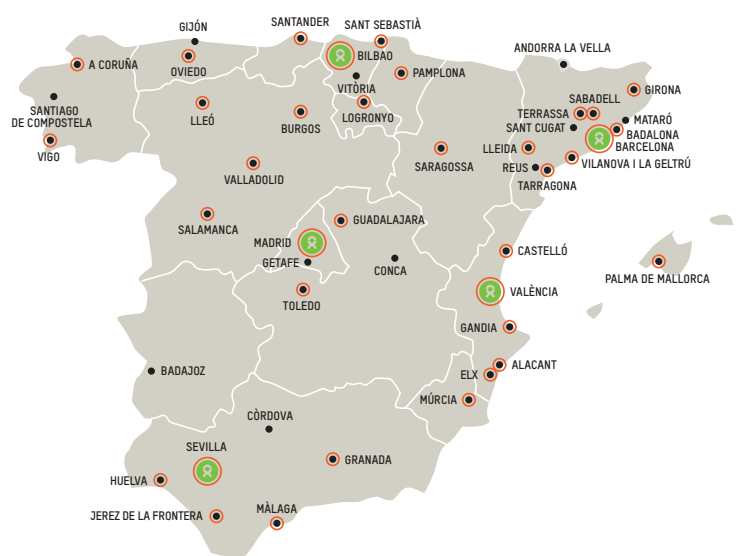 SANTANDER
SANT SEBASTIÀ
GIJÓN
BILBAO
ANDORRA LA VELLA
A CORUÑA
OVIEDO
PAMPLONA
VITÒRIA
GIRONA
SABADELL
SANTIAGO
DE COMPOSTELA
LLEÓ
BURGOS
LOGRONYO
TERRASSA
MATARÓ
SANT CUGAT
BADALONA
BARCELONA
VIGO
SARAGOSSA
LLEIDA
VILANOVA I LA GELTRÚ
REUS
TARRAGONA
VALLADOLID
SALAMANCA
GUADALAJARA
MADRID
GETAFE
CONCA
CASTELLÓ
PALMA DE MALLORCA
TOLEDO
VALÈNCIA
GANDIA
BADAJOZ
ALACANT
ELX
MÚRCIA
CÒRDOVA
SEVILLA
GRANADA
HUELVA
JEREZ DE LA FRONTERA
MÀLAGA